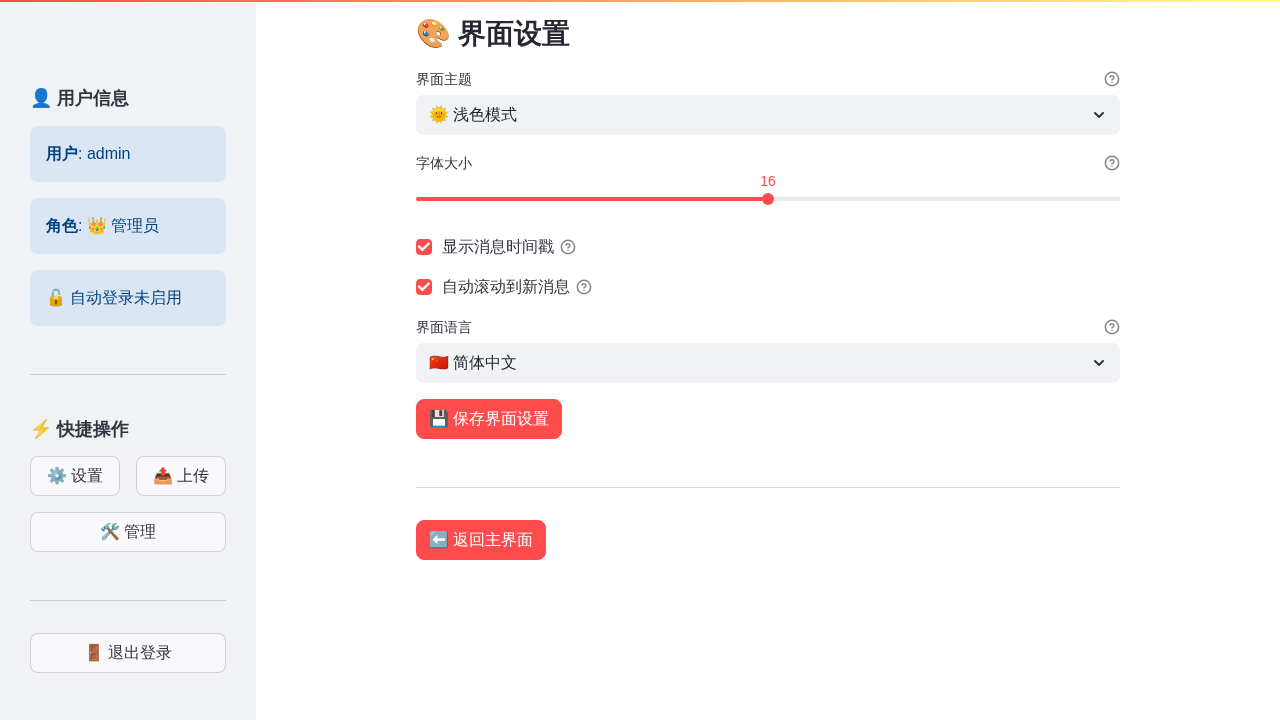 👤 用户信息
用户: admin
角色: 👑 管理员
🔓 自动登录未启用
⚡ 快捷操作
⚙️ 设置
📤 上传
🛠️ 管理
🚪 退出登录
🎨 界面设置
界面主题
🌞 浅色模式
字体大小
16
显示消息时间戳
自动滚动到新消息
界面语言
🇨🇳 简体中文
💾 保存界面设置
⬅️ 返回主界面